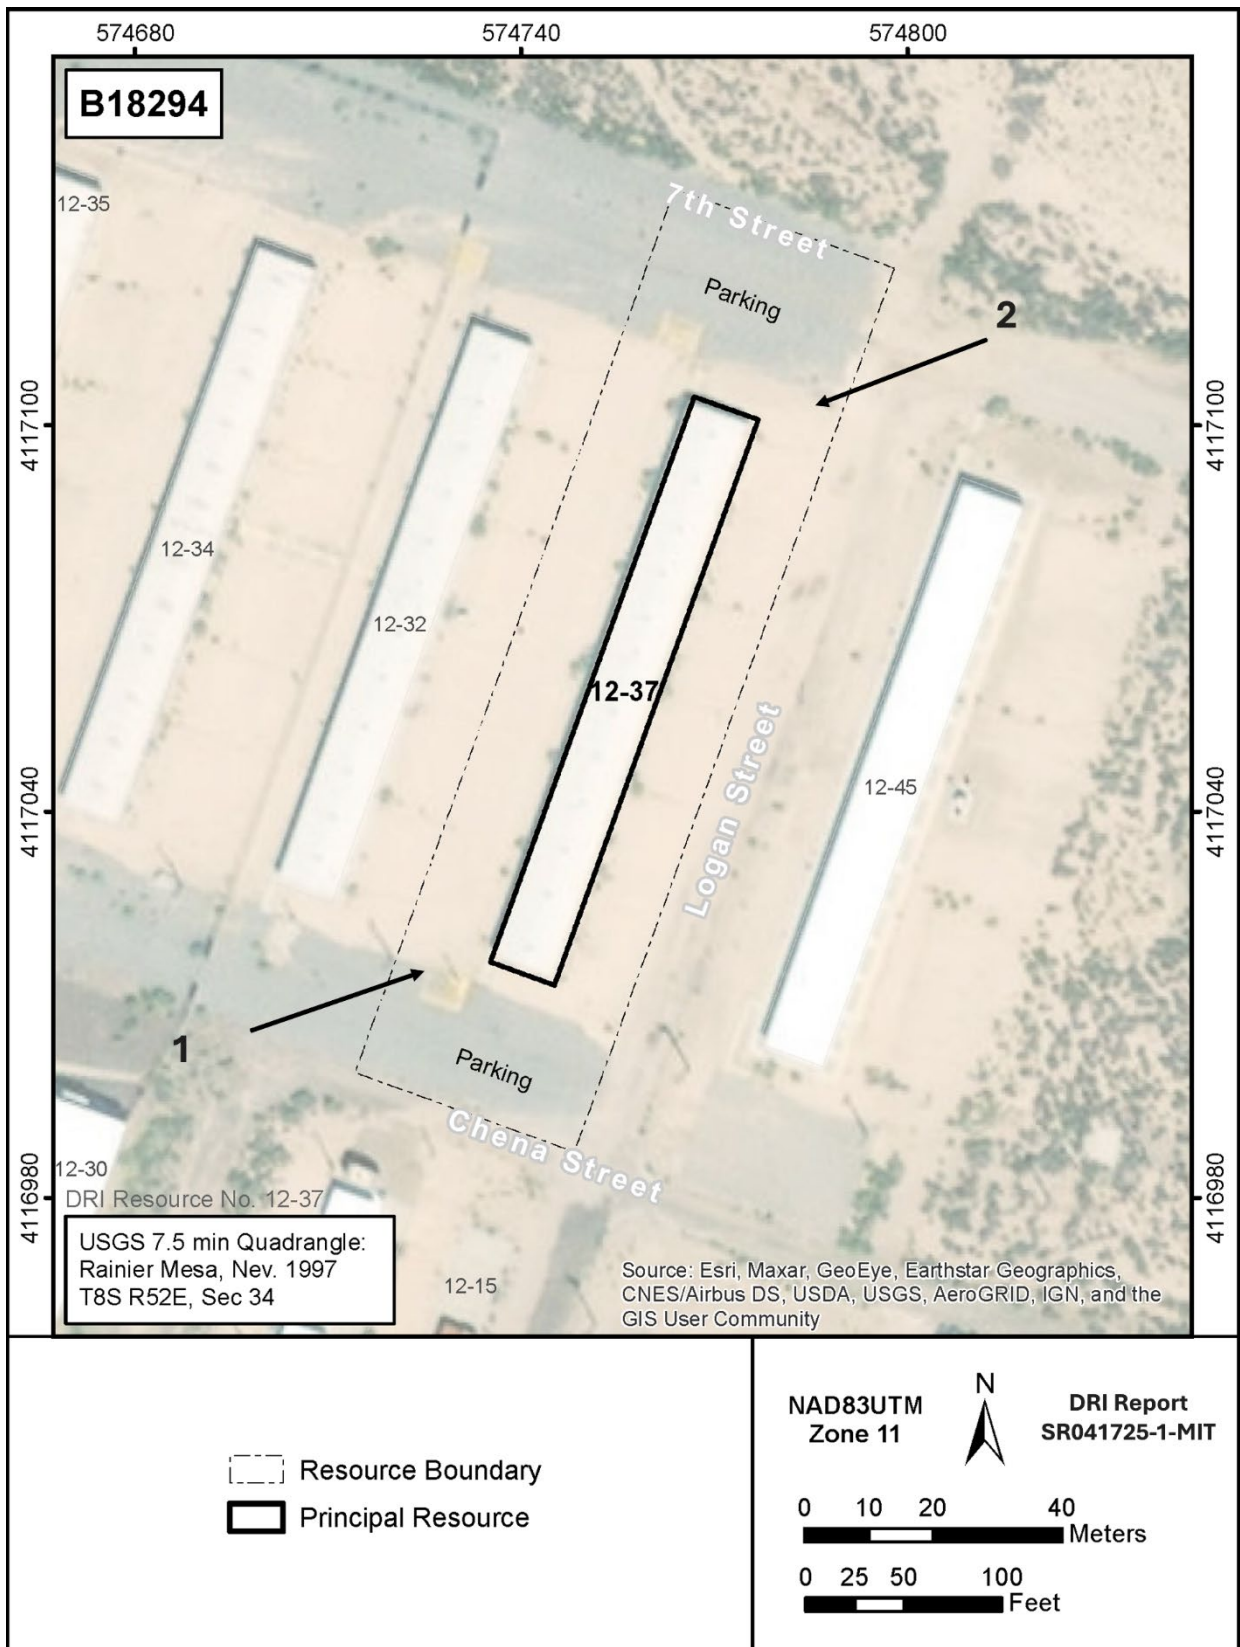 574680
574740
574800
B18294
12-35
7th Street
Parking
2
4117100
4117100
12-34
12-32
12-37
Logan Street
12-45
4117040
4117040
1
Parking
Chena Street
12-30
DRI Resource No. 12-37
4116980
4116980
USGS 7.5 min Quadrangle:
Rainier Mesa, Nev. 1997
T8S R52E, Sec 34
12-15
Source: Esri, Maxar, GeoEye, Earthstar Geographics,
CNES/Airbus DS, USDA, USGS, AeroGRID, IGN, and the
GIS User Community
Resource Boundary
Principal Resource
NAD83UTM
Zone 11
N
DRI Report
SR041725-1-MIT
0 10 20 40
Meters
0 25 50 100
Feet